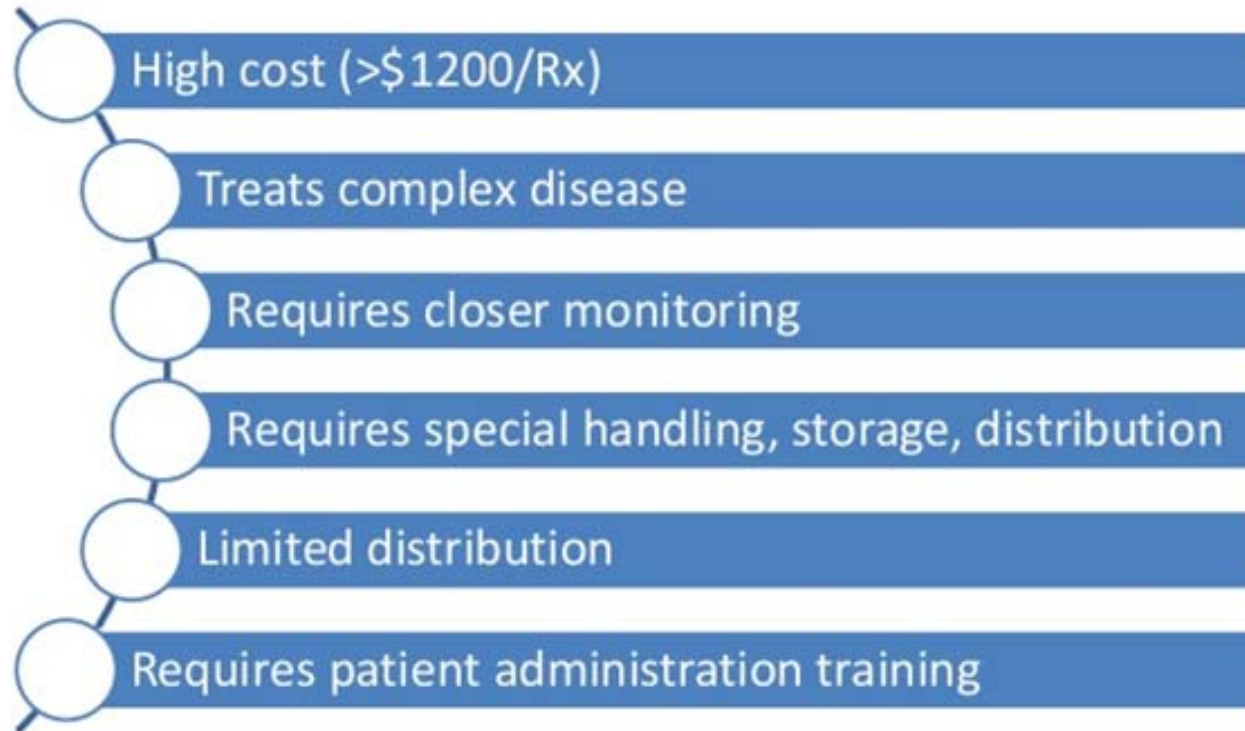 High cost (>$1200/Rx)
Treats complex disease
Requires closer monitoring
Requires special handling, storage, distribution
Limited distribution
Requires patient administration training